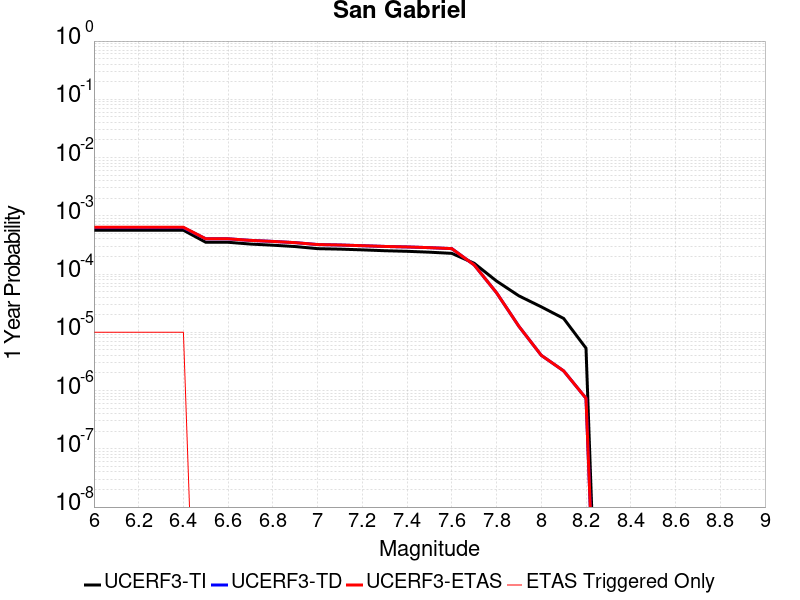 San Gabriel
10^0
10^-1
10^-2
10^-3
10^-4
10^-5
10^-6
10^-7
10^-8
1 Year Probability
6 6.2 6.4 6.6 6.8 7 7.2 7.4 7.6 7.8 8 8.2 8.4 8.6 8.8 9
Magnitude
UCERF3-TI UCERF3-TD UCERF3-ETAS ETAS Triggered Only